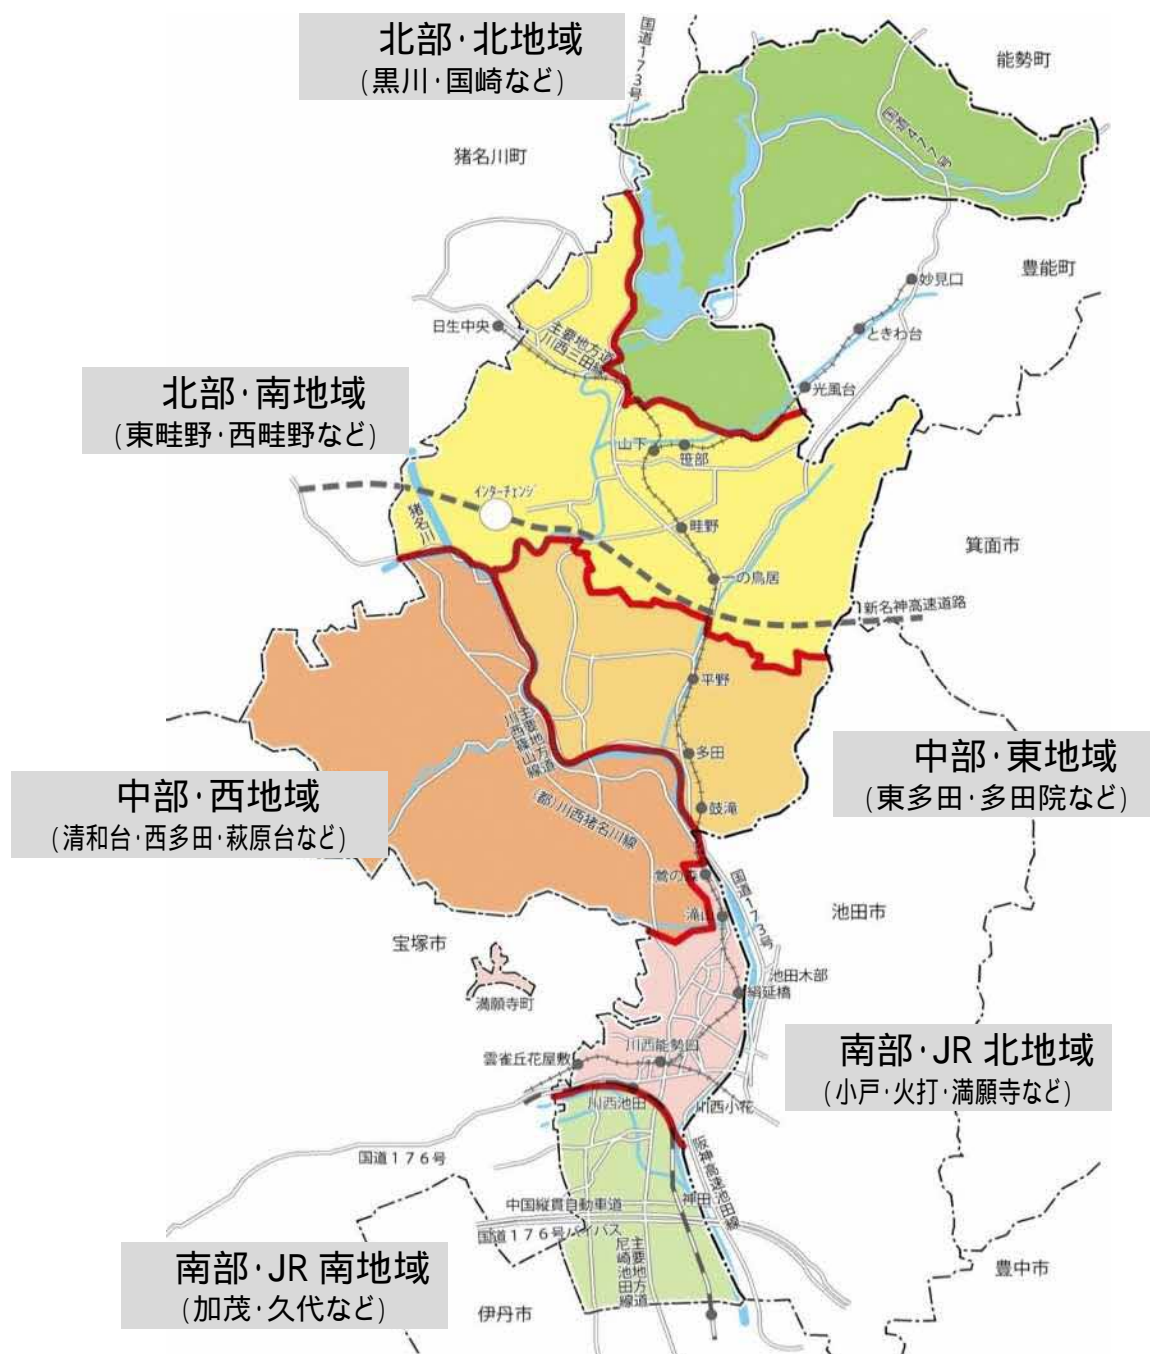 北部・北地域
(黒川・国崎など)
国道173号
能勢町
国道477号
猪名川町
豊能町
妙見口
日生中央
主要地方道
川西三田線
ときわ台
北部・南地域
(東畦野・西畦野など)
光風台
山下
笹部
インターチェンジ
猪名川
畦野
箕面市
一の鳥居
新名神高速道路
平野
主要地方道
川西篠山線
多田
中部・東地域
(東多田・多田院など)
中部・西地域
(清和台・西多田・萩原台など)
(都)川西猪名川線
鼓滝
鶯の森
国道173号
滝山
池田市
宝塚市
池田木部
絹延橋
満願寺町
南部・JR 北地域
(小戸・火打・満願寺など)
川西能勢口
雲雀丘花屋敷
川西池田
川西小花
国道176号
阪神高速池田線
神田
中国縦貫自動車道
国道176号バイパス
主要地方道
尼崎池田線
南部・JR 南地域
(加茂・久代など)
豊中市
伊丹市